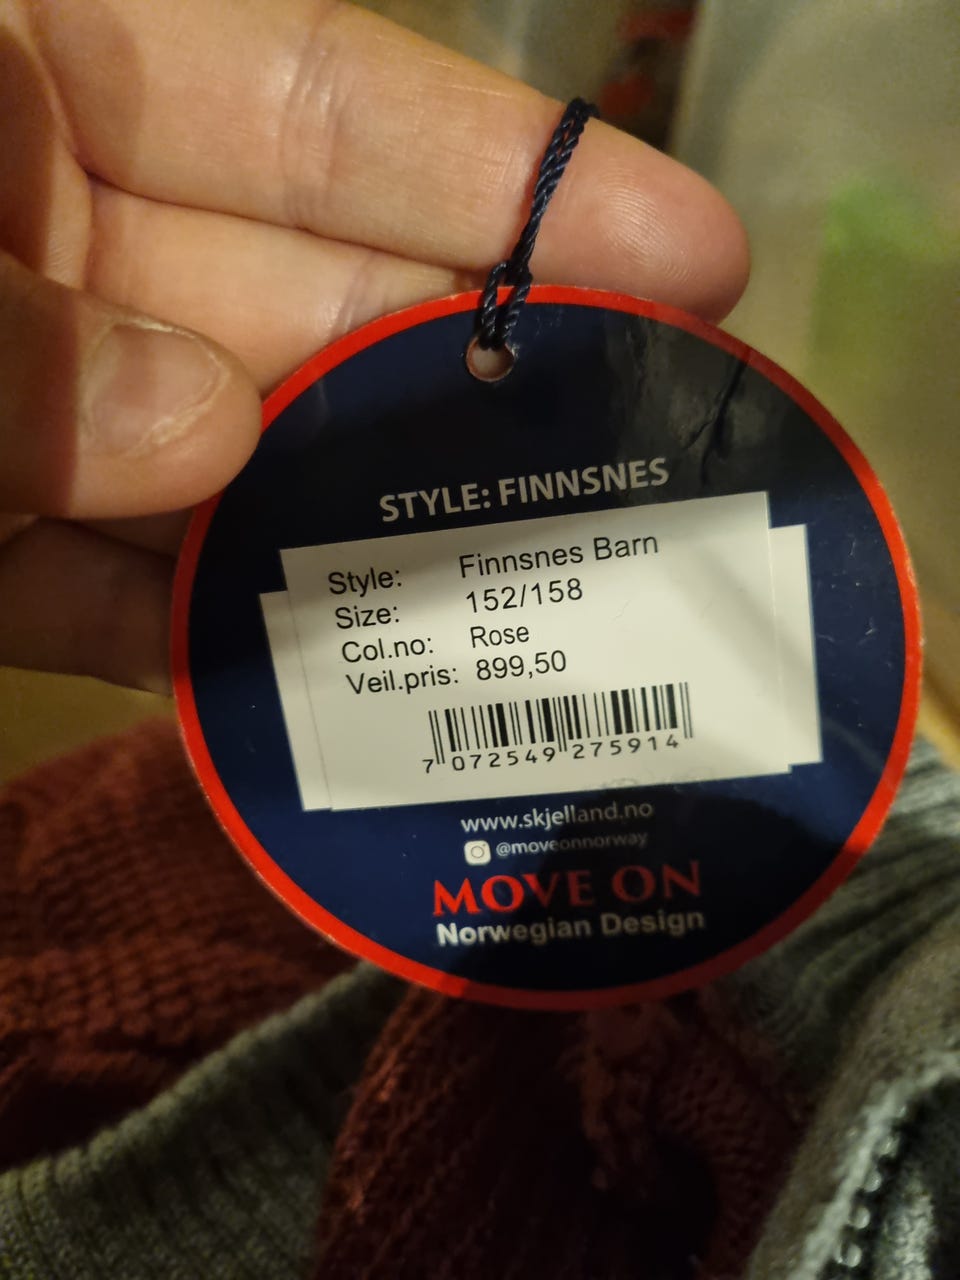 STYLE: FINNSNES
Style: Finnsnes Barn
Size: 152/158
Col.no: Rose
Veil.pris: 899,50
7 072549 275914
www.skjelland.no
@moveonnorway
MOVE ON
Norwegian Design